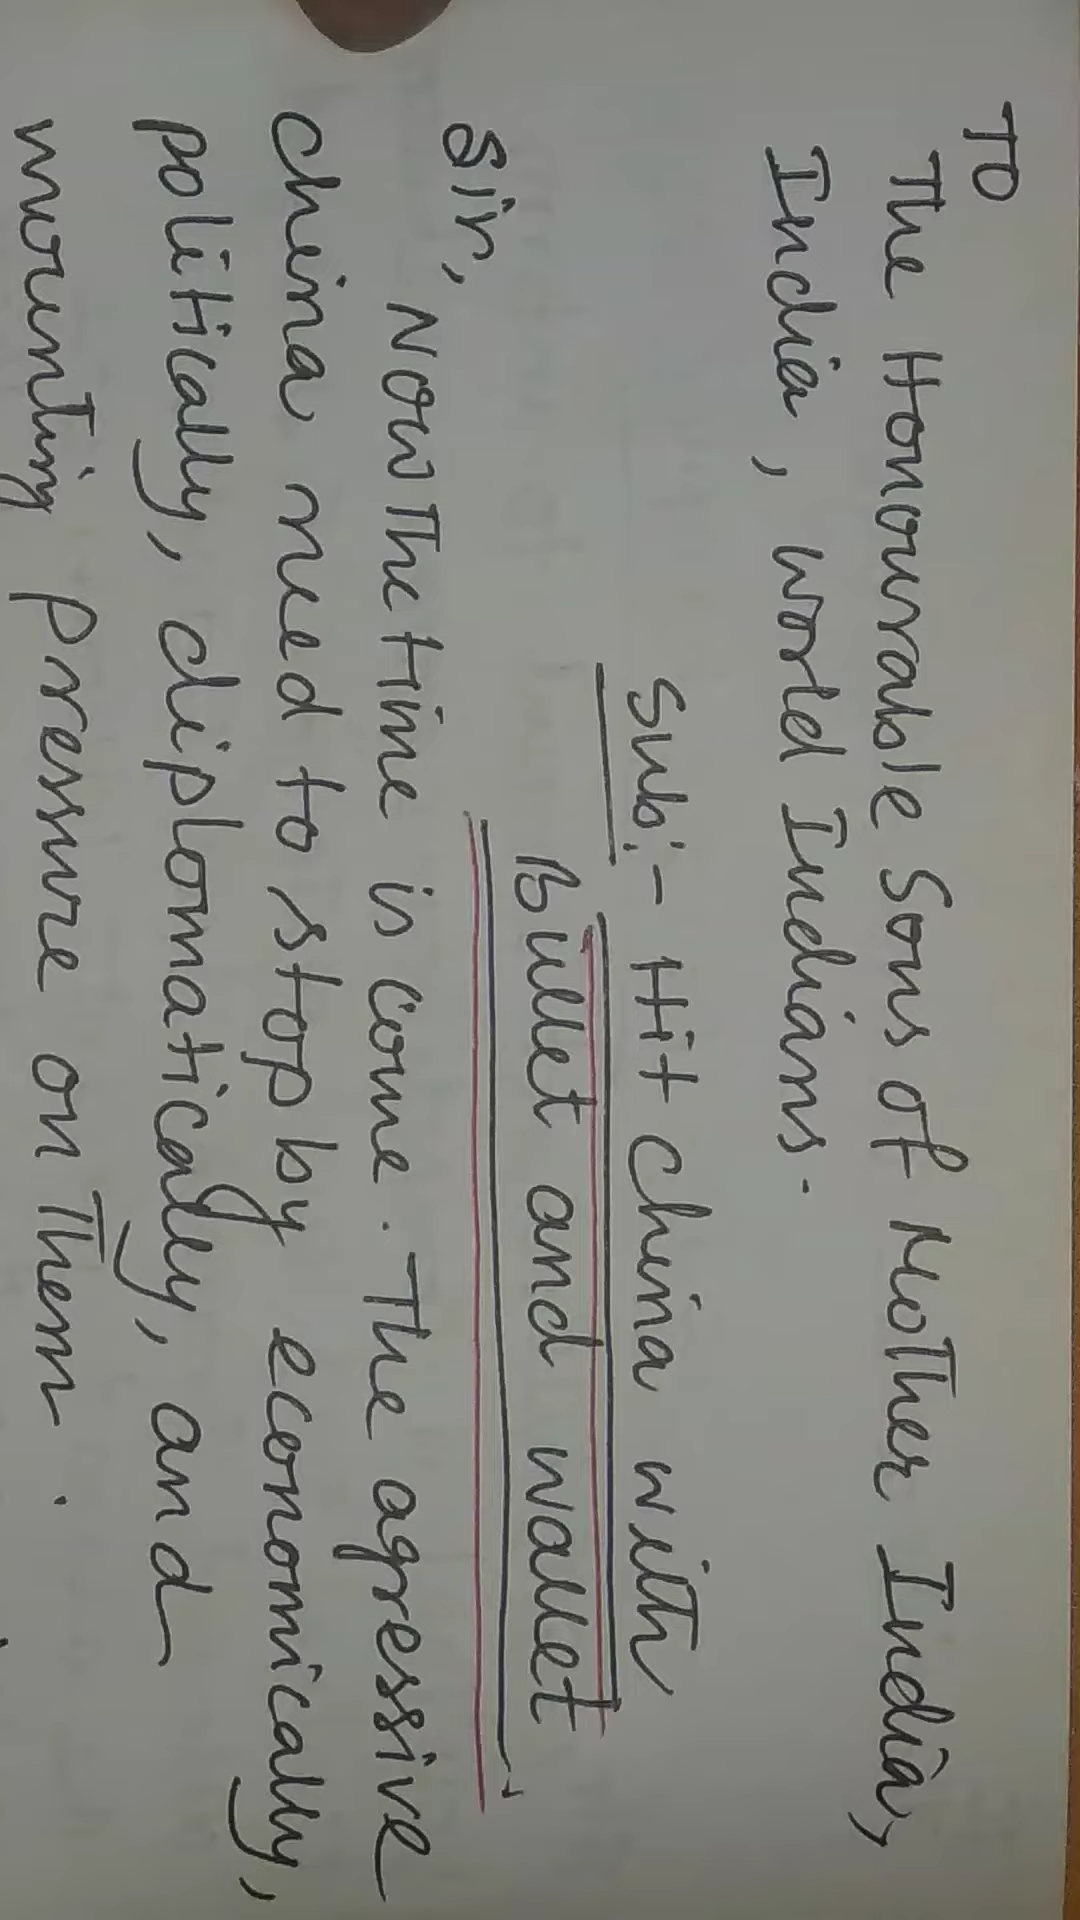 TO
The Honourable Sons of Mother India,
India, world Indians.
Sub:- Hit china with
Bullet and wallet
Sir,
Now The time is come. The agressive
china need to stop by economically,
politically, diplomatically, and
mounting pressure on Them.